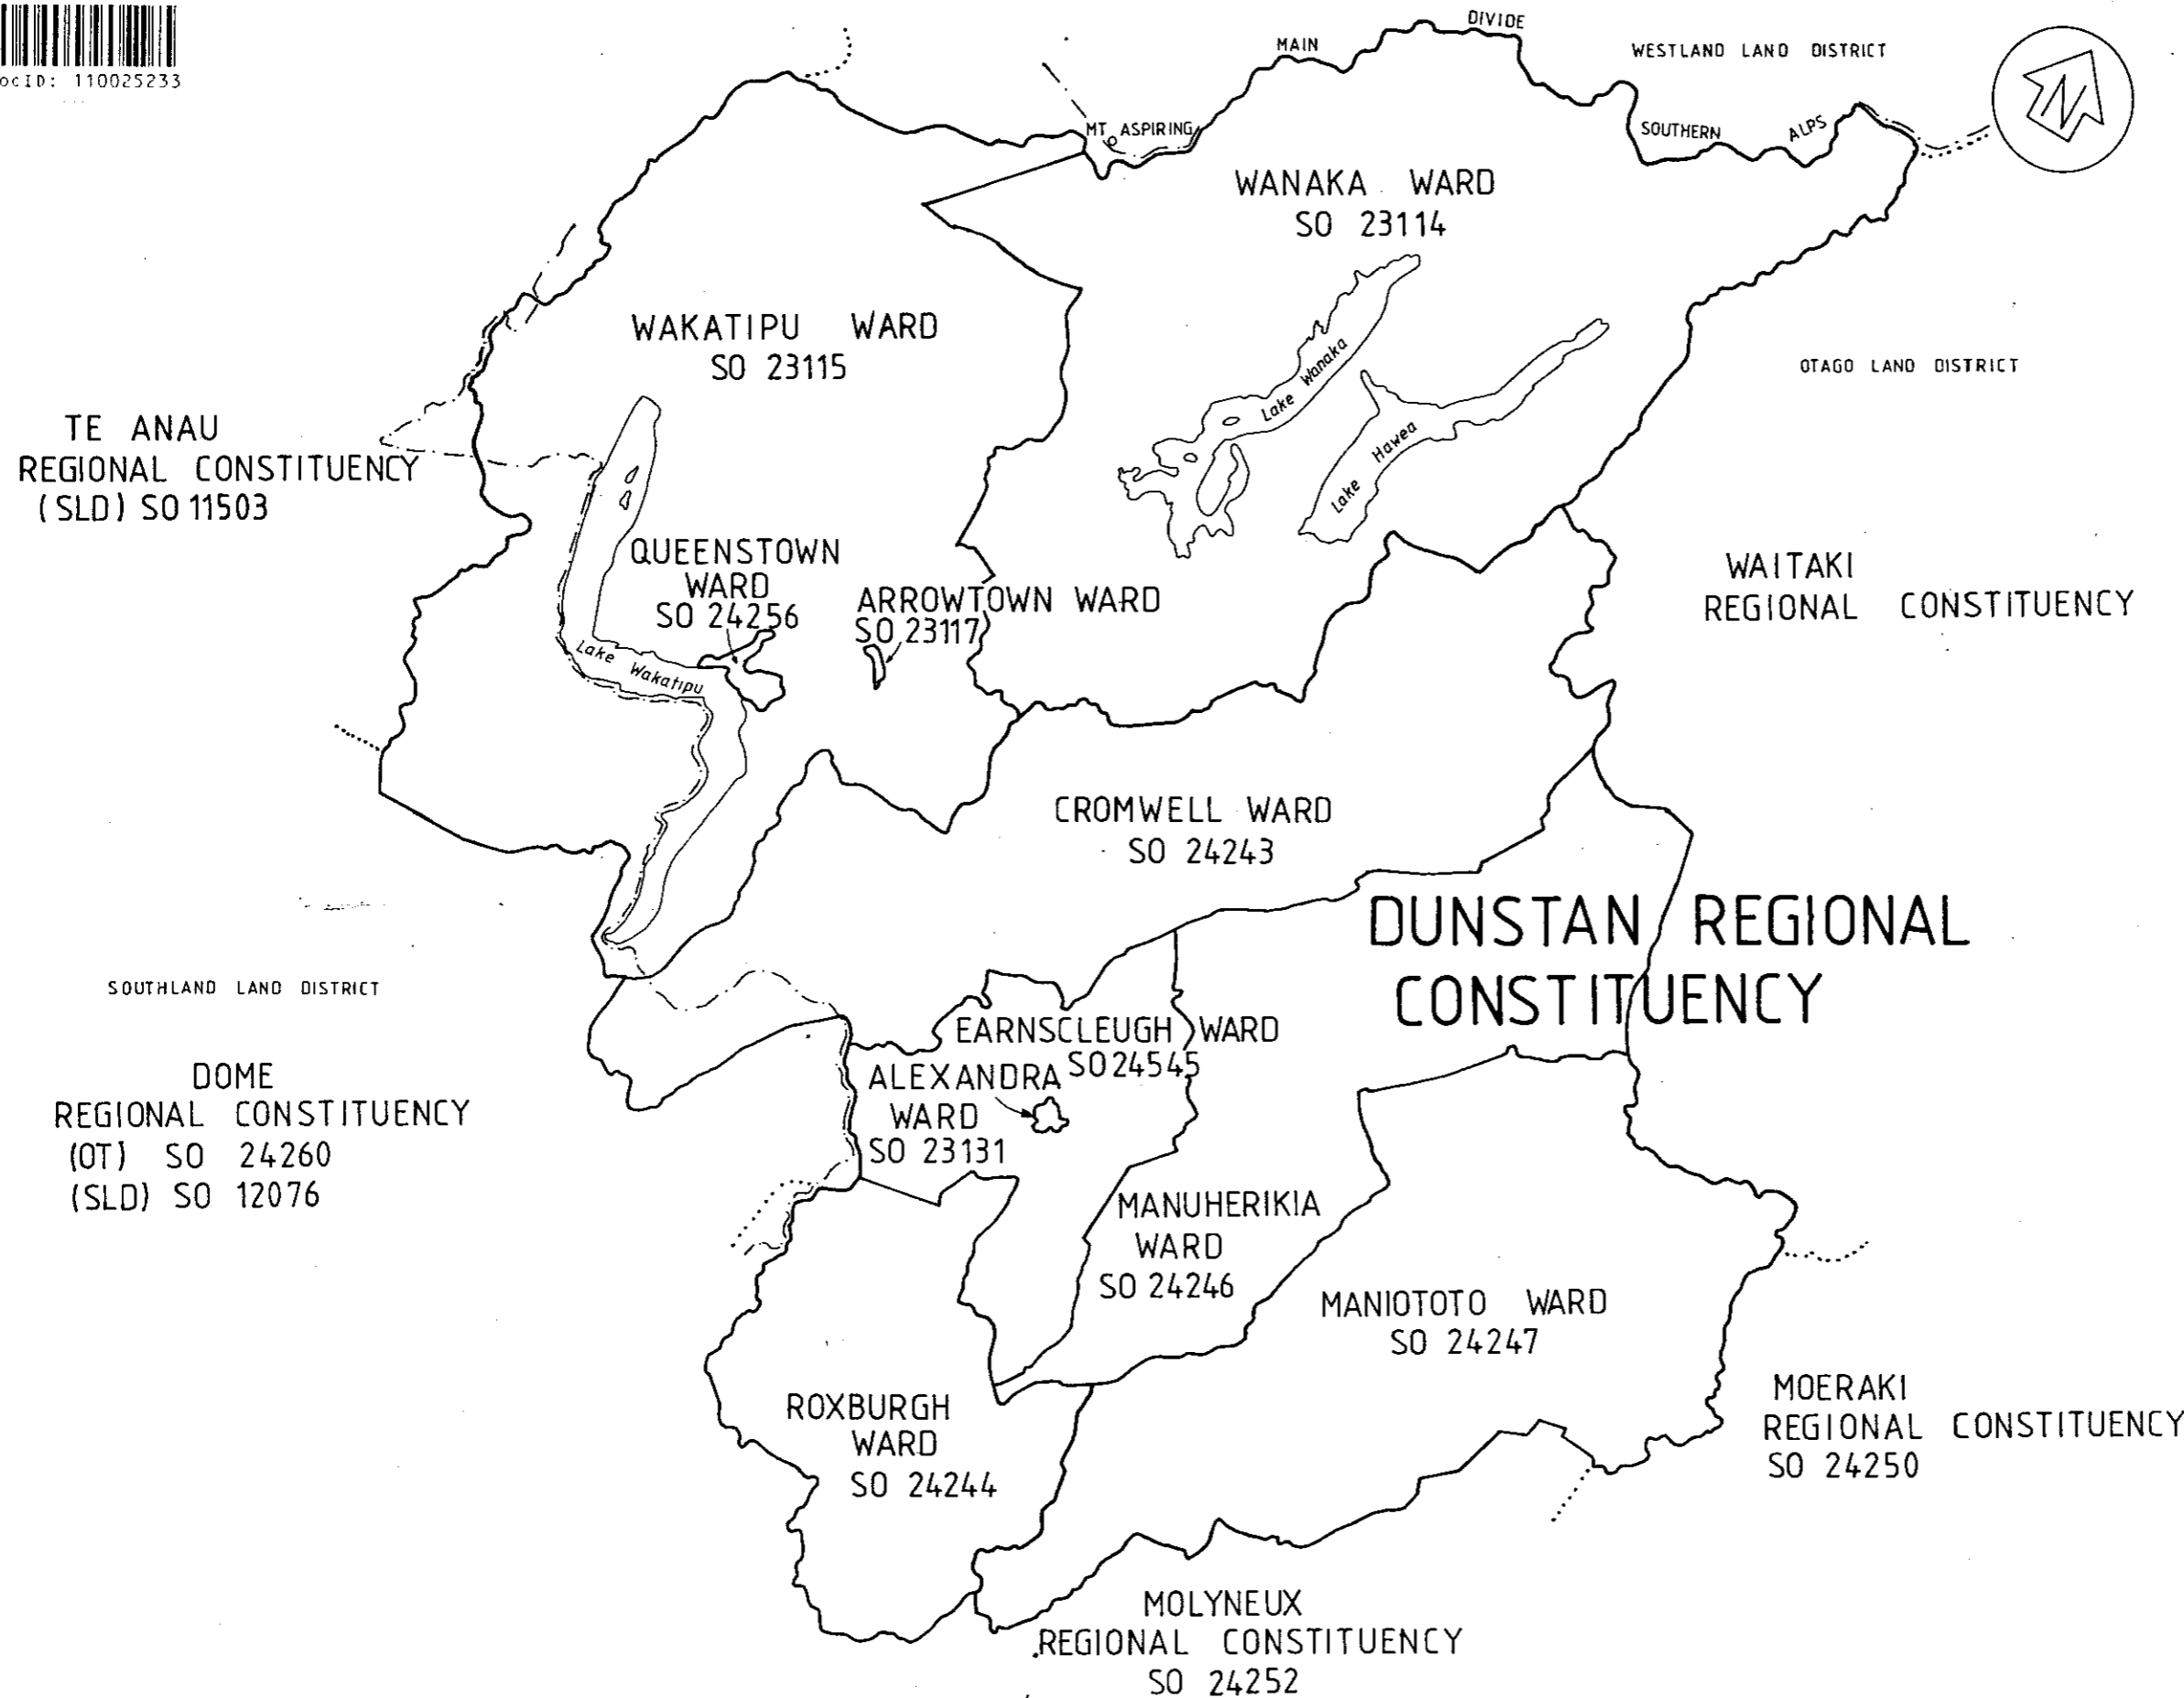 ocID: 110025233
DIVIDE
MAIN
WESTLAND LAND DISTRICT
N
MT ASPIRING
SOUTHERN ALPS
WANAKA WARD
SO 23114
WAKATIPU WARD
SO 23115
Lake Wanaka
Lake Hawea
OTAGO LAND DISTRICT
TE ANAU
REGIONAL CONSTITUENCY
(SLD) SO 11503
QUEENSTOWN
WARD
SO 24256
ARROWTOWN WARD
SO 23117
WAITAKI
REGIONAL CONSTITUENCY
Lake Wakatipu
CROMWELL WARD
SO 24243
DUNSTAN REGIONAL
CONSTITUENCY
SOUTHLAND LAND DISTRICT
EARNSCLEUGH WARD
SO 24545
DOME
REGIONAL CONSTITUENCY
(OT) SO 24260
(SLD) SO 12076
ALEXANDRA
WARD
SO 23131
MANUHERIKIA
WARD
SO 24246
MANIOTOTO WARD
SO 24247
ROXBURGH
WARD
SO 24244
MOERAKI
REGIONAL CONSTITUENCY
SO 24250
MOLYNEUX
REGIONAL CONSTITUENCY
SO 24252